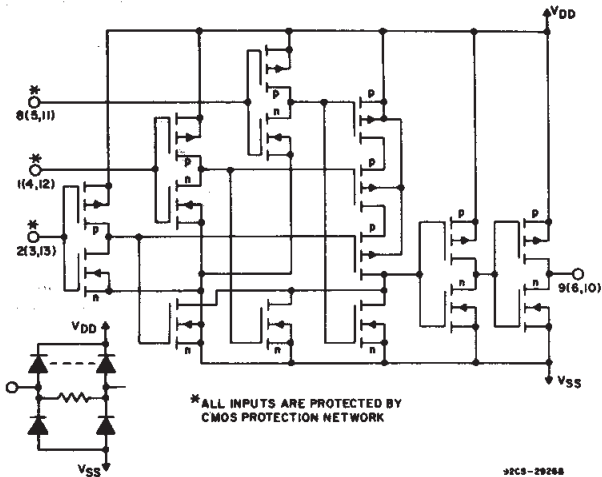 VDD
*
8(5,11)
p
n
p
*
1(4,12)
p
n
p
*
2(3,13)
p
n
p
p
p
n
n
9(6,10)
n
n
n
VDD
VSS
VSS
*ALL INPUTS ARE PROTECTED BY
CMOS PROTECTION NETWORK
92CS-29268